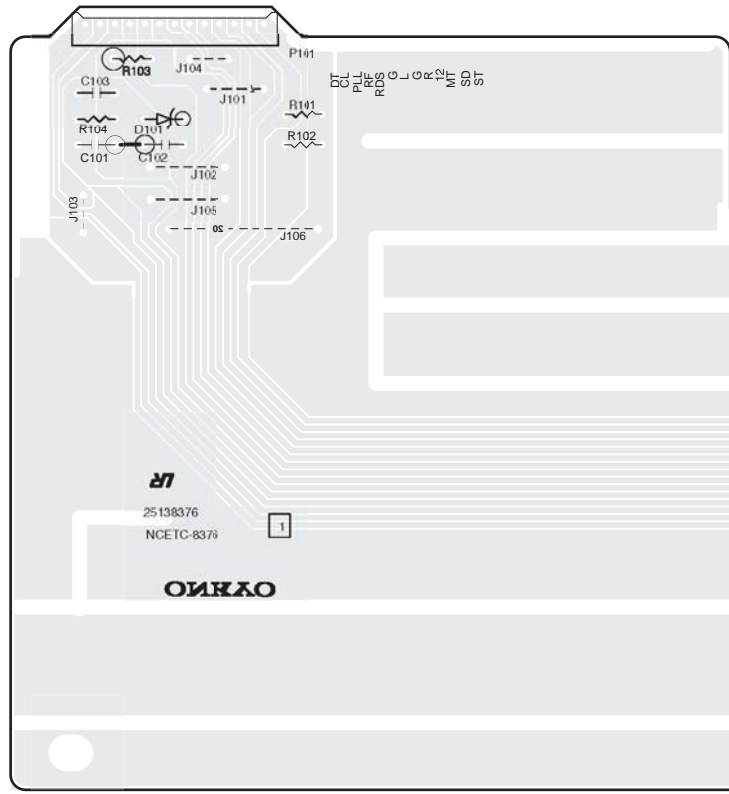 P101
R103
J104
DT
CL
PLL
RF
RDS
G
L
G
R
12
MT
SD
ST
C103
J101
R101
R104
D101
R102
C101
C102
J102
J103
J105
20
J106
UR
25138376
NCETC-8376
1
ONKYO